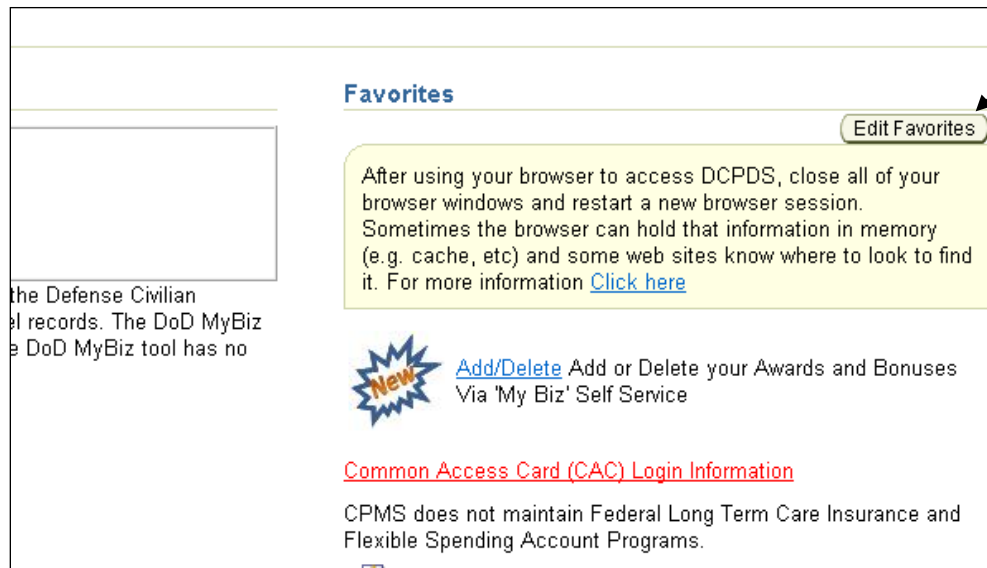 Favorites
Edit Favorites
After using your browser to access DCPDS, close all of your
browser windows and restart a new browser session.
Sometimes the browser can hold that information in memory
(e.g. cache, etc) and some web sites know where to look to find
it. For more information Click here
the Defense Civilian
el records. The DoD MyBiz
e DoD MyBiz tool has no
New
Add/Delete Add or Delete your Awards and Bonuses
Via 'My Biz' Self Service
Common Access Card (CAC) Login Information
CPMS does not maintain Federal Long Term Care Insurance and
Flexible Spending Account Programs.